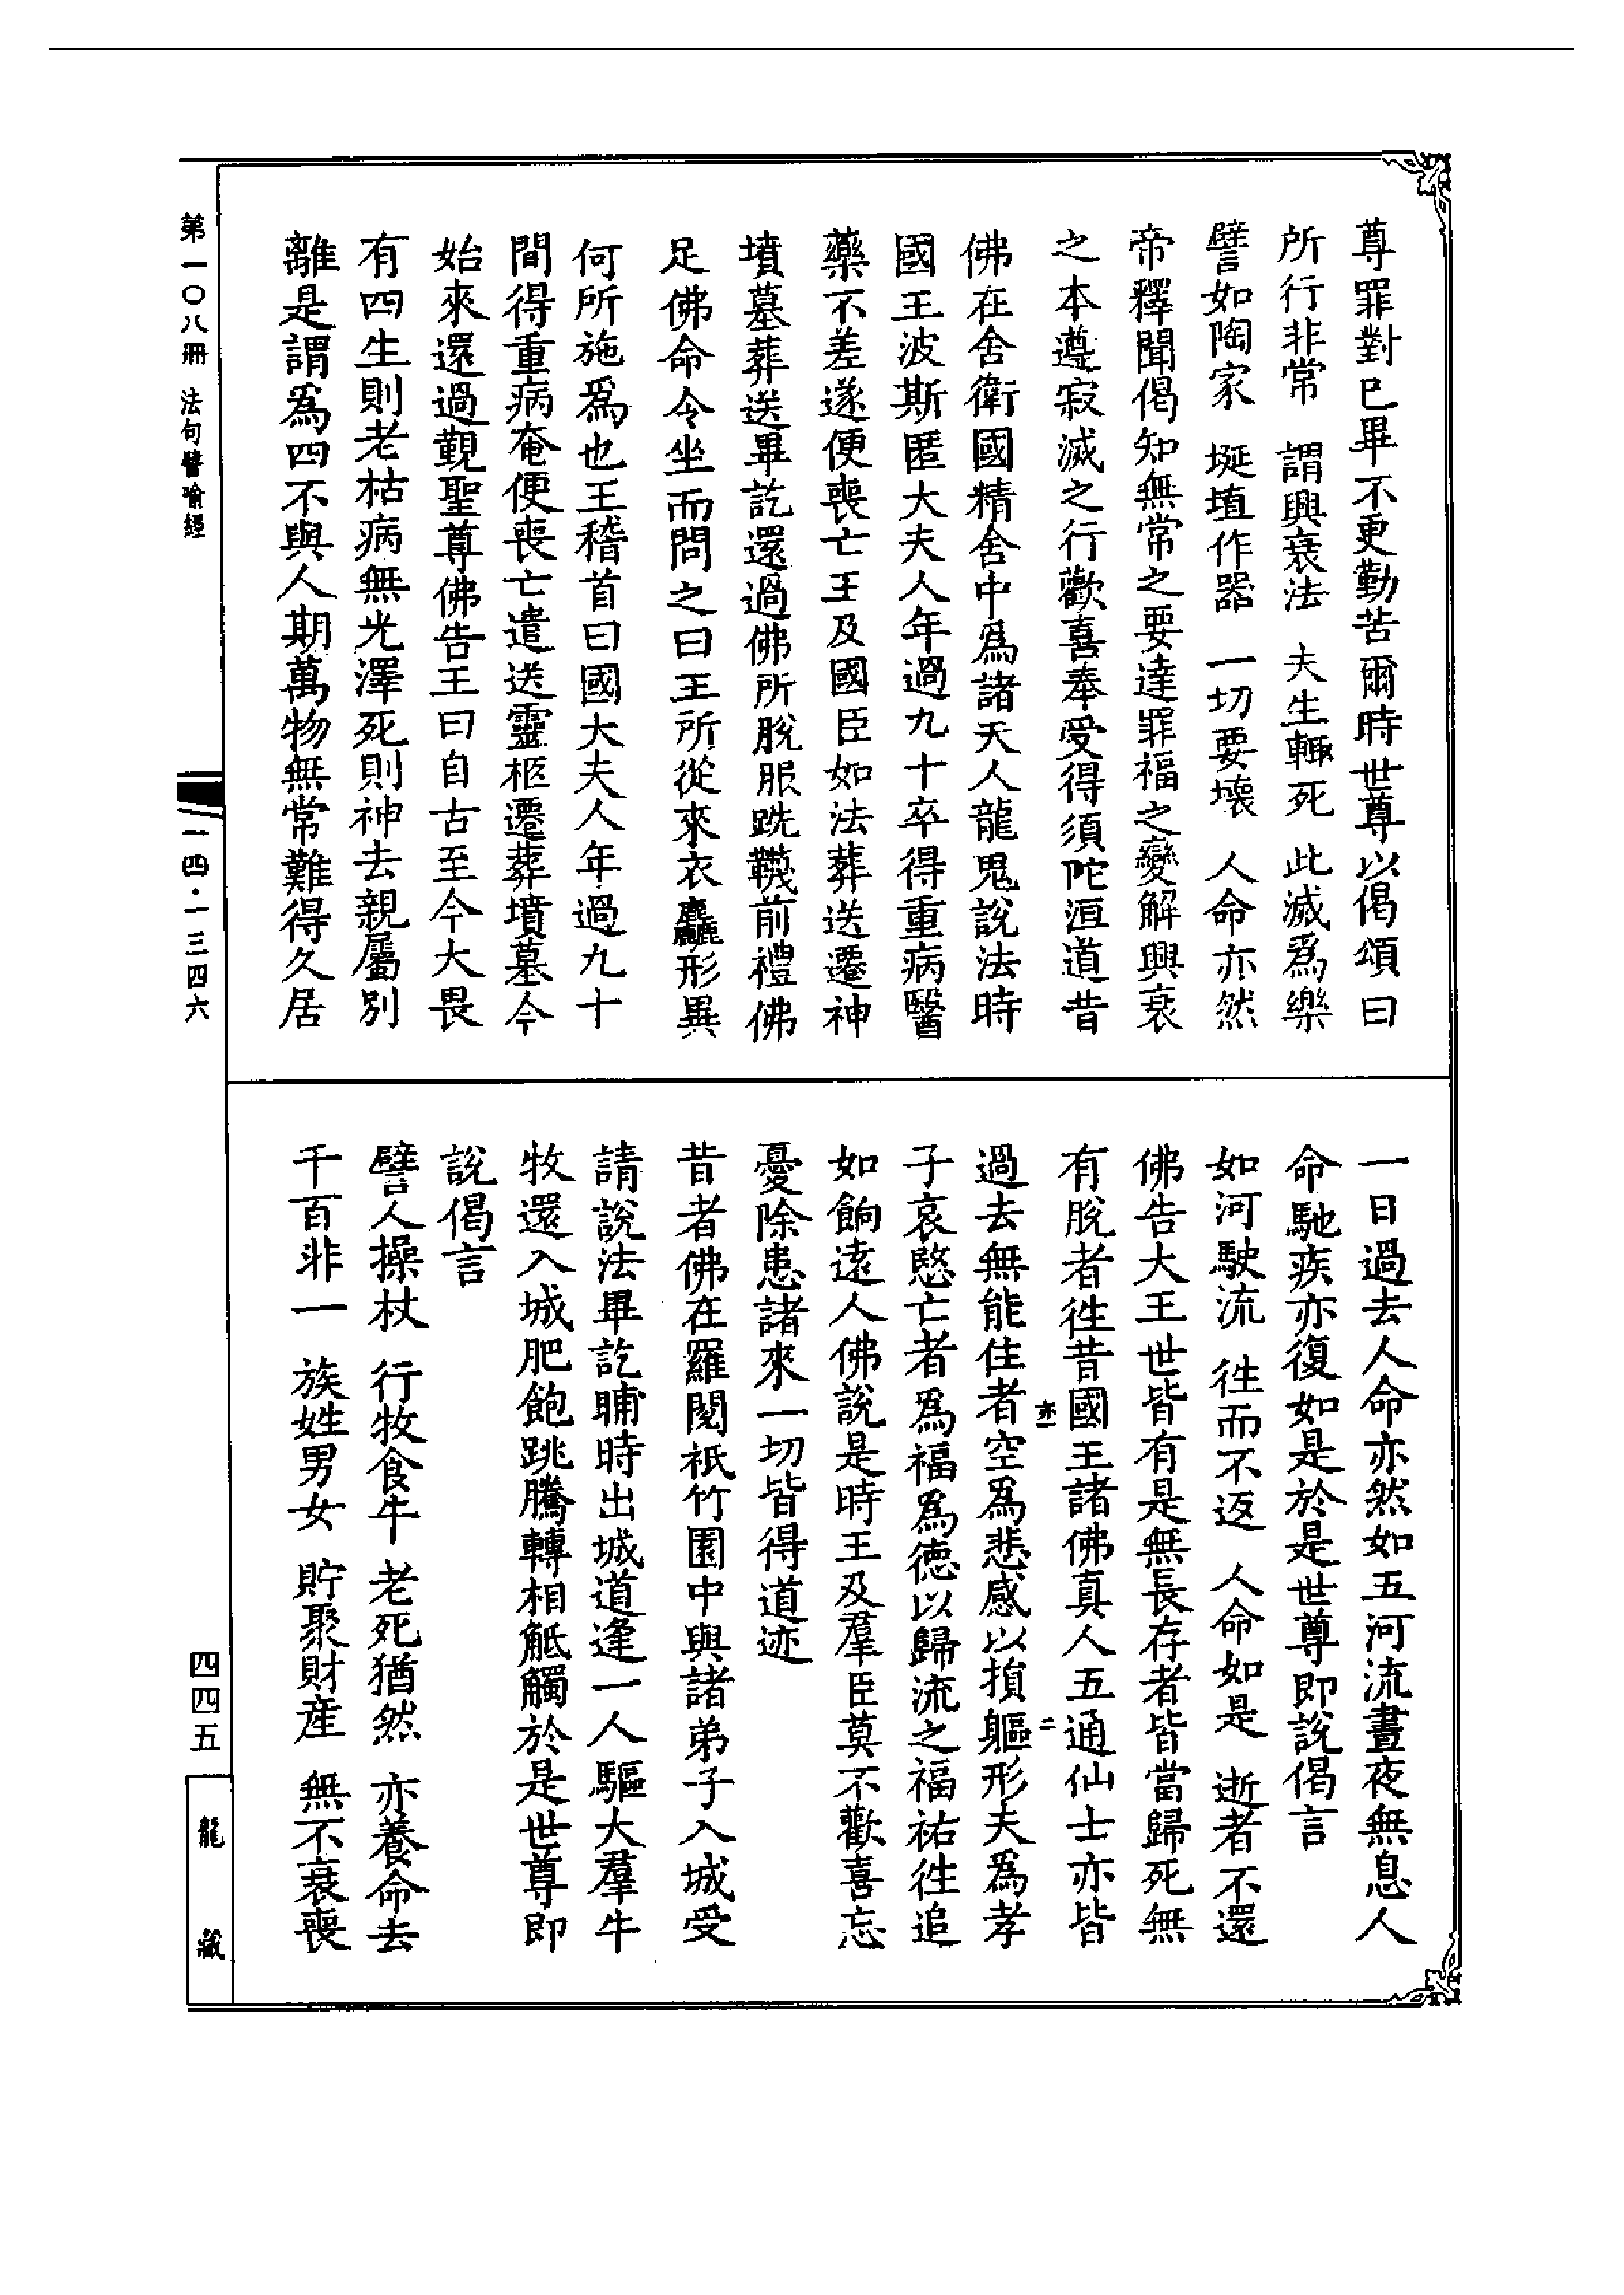 尊罪對已畢不更勤苦爾時世尊以偈頌曰
所行非常　謂興衰法　夫生輙死　此滅爲樂
譬如陶家　埏埴作器　一切要壞　人命亦然
帝釋聞偈知無常之要達罪福之變解興衰
之本遵寂滅之行歡喜奉受得須陀洹道昔
佛在舍衛國精舍中爲諸天人龍鬼說法時
國王波斯匿大夫人年過九十卒得重病醫
藥不差遂便喪亡王及國臣如法葬送遷神
墳墓葬送畢訖還過佛所脫服跣韈前禮佛
足佛命令坐而問之曰王所從來衣麤形異
何所施爲也王稽首曰國大夫人年過九十
間得重病奄便喪亡遣送靈柩遷葬墳墓今
始來還過覲聖尊佛告王曰自古至今大畏
有四生則老枯病無光澤死則神去親屬別
離是謂爲四不與人期萬物無常難得久居
一日過去人命亦然如五河流晝夜無息人
命馳疾亦復如是於是世尊即說偈言
如河駛流　徃而不返　人命如是　逝者不還
佛告大王世皆有是無長存者皆當歸死無
有脫者徃昔國王諸佛真人五通仙士亦皆
亦一
二
過去無能住者空爲悲感以損軀形夫爲孝
子哀愍亡者爲福爲德以歸流之福祐徃追
如餉遠人佛說是時王及羣臣莫不歡喜忘
憂除患諸來一切皆得道迹
昔者佛在羅閱祇竹園中與諸弟子入城受
請說法畢訖晡時出城道逢一人驅大羣牛
牧還入城肥飽跳騰轉相觝觸於是世尊即
說偈言
譬人操杖　行牧食牛　老死猶然　亦養命去
千百非一　族姓男女　貯聚財產　無不衰喪
第一〇八冊　法句譬喻經
一四・一三四六
四四五
龍藏